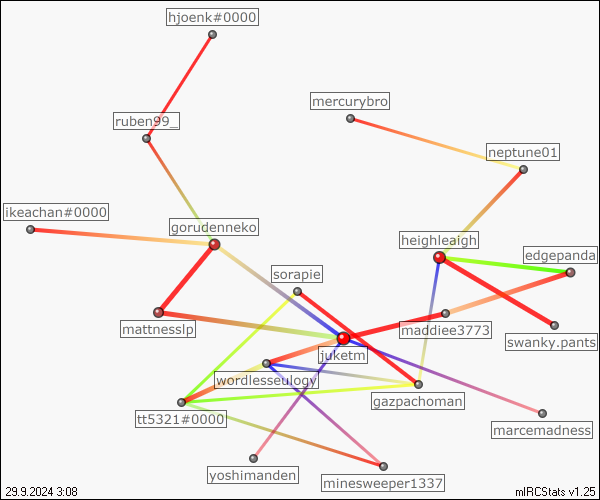 hjoenk#0000
mercurybro
ruben99_
neptune01
ikeachan#0000
gorudenneko
heighleaigh
edgepanda
sorapie
mattnesslp
maddiee3773
swanky.pants
juketm
wordlesseulogy
gazpachoman
tt5321#0000
marcemadness
yoshimanden
minesweeper1337
29.9.2024 3:08
mIRCStats v1.25